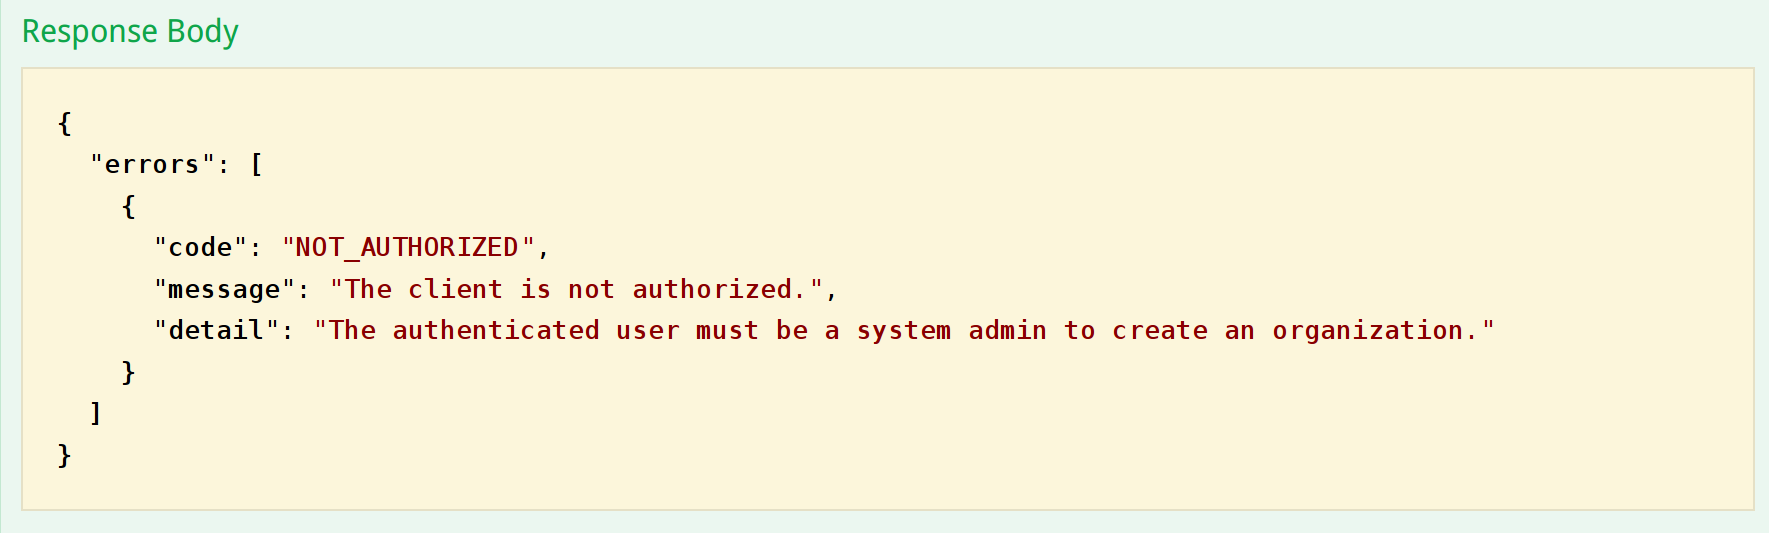 Response Body
{
"errors": [
{
"code": "NOT_AUTHORIZED",
"message": "The client is not authorized.",
"detail": "The authenticated user must be a system admin to create an organization."
}
]
}